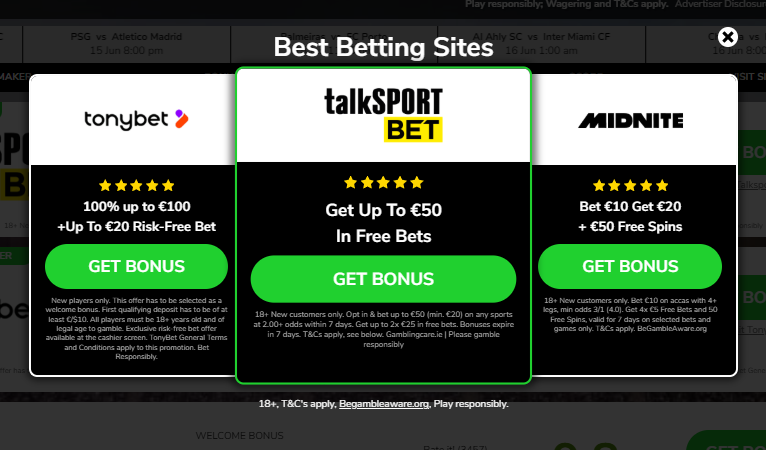 Play responsibly; Wagering and T&Cs apply. Advertiser Disclosure
PSG vs Atletico Madrid
15 Jun 8:00 pm
Palmeiras vs FC Porto
Al Ahly SC vs Inter Miami CF
16 Jun 1:00 am
Best Betting Sites
tonybet
100% up to €100
+Up To €20 Risk-Free Bet
GET BONUS
New players only. This offer has to be selected as a
welcome bonus. First qualifying deposit has to be of at
least €/$10. All players must be 18+ years old and of
legal age to gamble. Exclusive risk-free bet offer
available at the cashier screen. TonyBet General Terms
and Conditions apply to this promotion. Bet
Responsibly.
talkSPORT
BET
Get Up To €50
In Free Bets
GET BONUS
18+ New customers only. Opt in & bet up to €50 (min. €20) on any sports
at 2.00+ odds within 7 days. Get up to 2x €25 in free bets. Bonuses expire
in 7 days. T&Cs apply, see below. Gamblingcare.ie | Please gamble
responsibly
MIDNITE
Bet €10 Get €20
+ €50 Free Spins
GET BONUS
18+ New customers only. Bet €10 on accas with 4+
legs, min odds 3/1 (4.0). Get 4x €5 Free Bets and 50
Free Spins, valid for 7 days on selected bets and
games only. T&Cs apply. BeGambleAware.org
18+, T&C's apply, Begambleaware.org, Play responsibly.
WELCOME BONUS